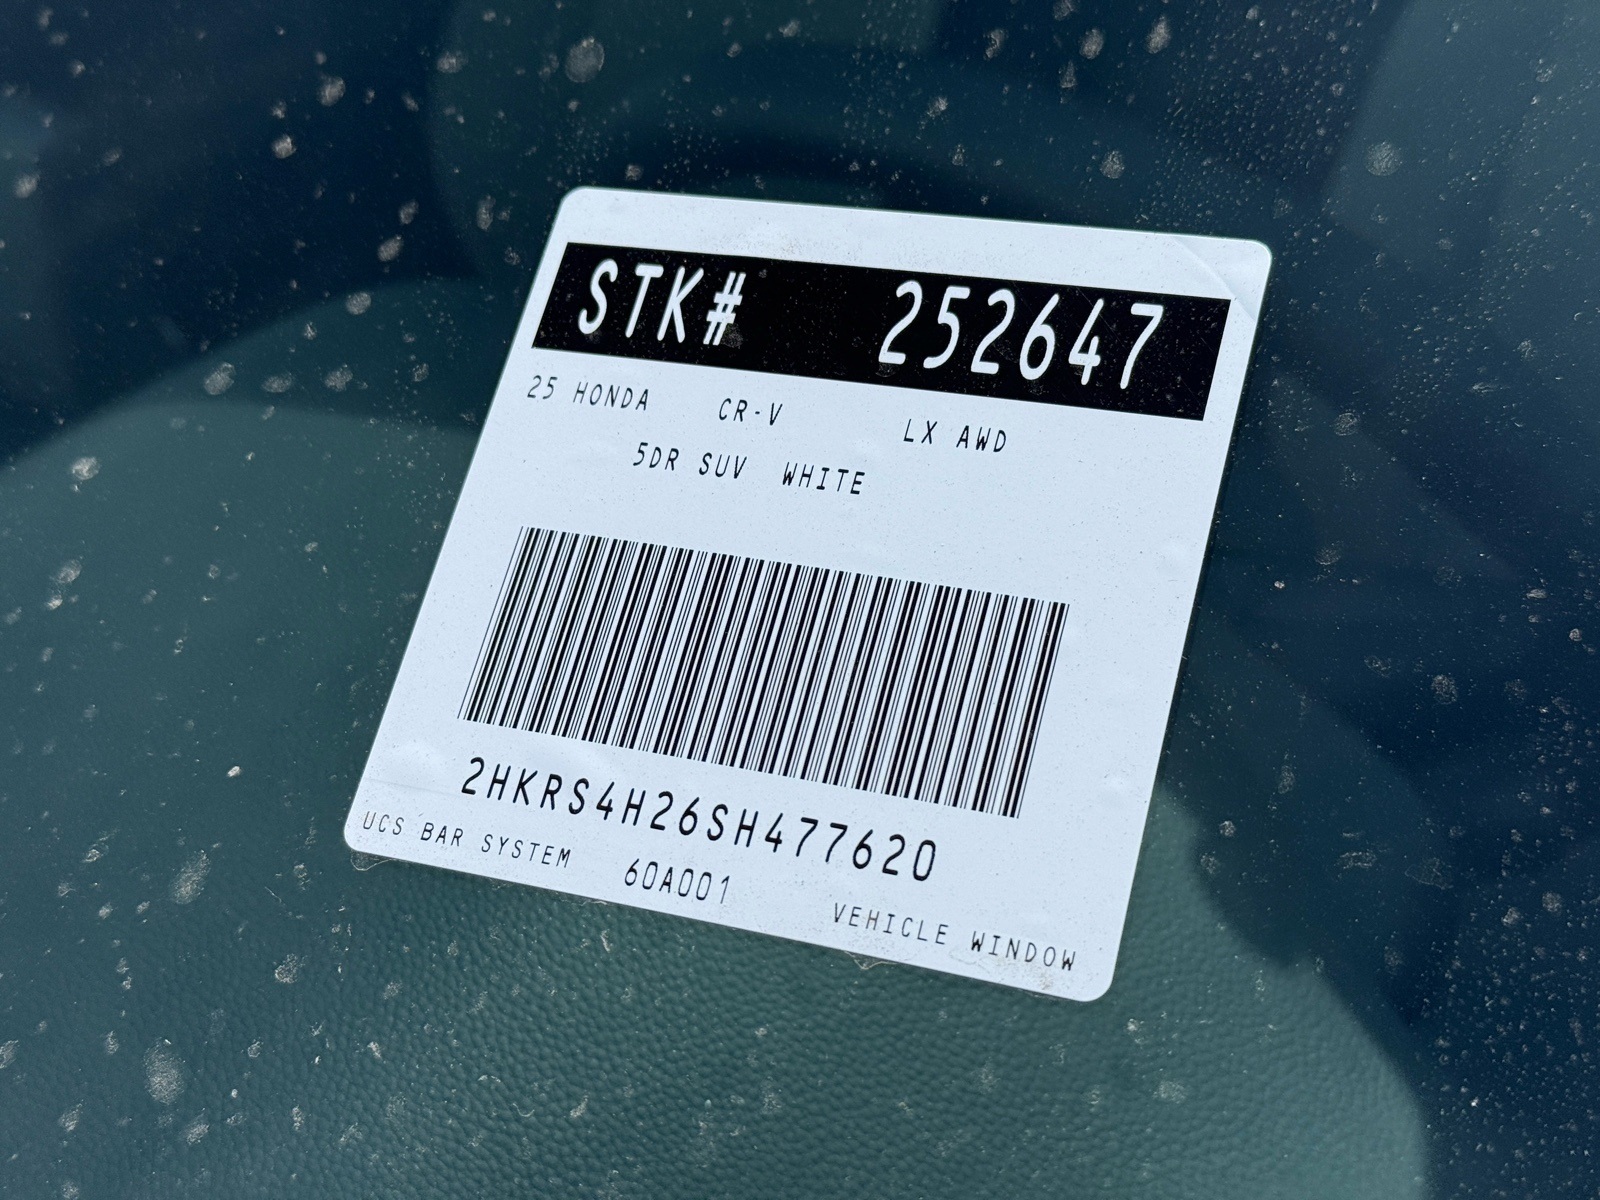 STK# 252647
25 HONDA CR-V LX AWD
5DR SUV WHITE
2HKRS4H26SH477620
UCS BAR SYSTEM 60A001 VEHICLE WINDOW